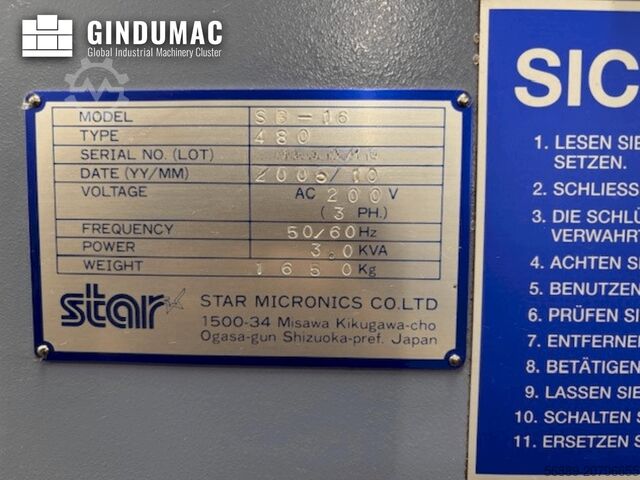 GINDUMAC
Global Industrial Machinery Cluster
MODEL SB-16
TYPE 480
SERIAL NO. (LOT)
DATE (YY/MM) 2006/10
VOLTAGE AC 200 V
(3 PH.)
FREQUENCY 50/60 Hz
POWER 3.0 KVA
WEIGHT 1650 Kg
star STAR MICRONICS CO.LTD
1500-34 Misawa Kikugawa-cho
Ogasa-gun Shizuoka-pref. Japan
SIC
1. LESEN SIE
SETZEN.
2. SCHLIESS
3. DIE SCHLÜ
VERWAHRT
4. ACHTEN SI
5. BENUTZEN
6. PRÜFEN SI
7. ENTFERNE
8. BETÄTIGEN
9. LASSEN SIE
10. SCHALTEN S
11. ERSETZEN S